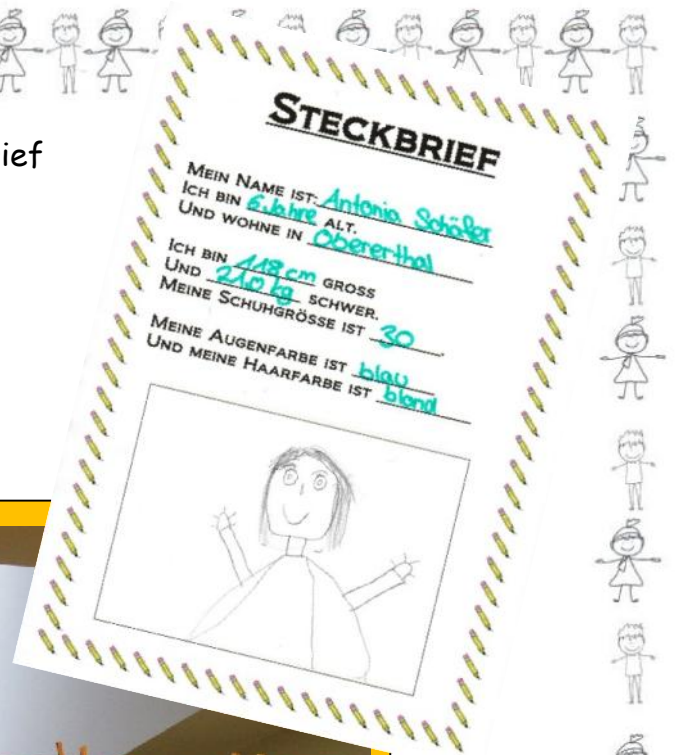 ief
STECKBRIEF
MEIN NAME IST: Antonia Schäfer
ICH BIN 6 Jahre ALT.
UND WOHNE IN Obererthal
ICH BIN 118 cm GROSS
UND 21,0 kg SCHWER.
MEINE SCHUHGRÖSSE IST 30.
MEINE AUGENFARBE IST blau
UND MEINE HAARFARBE IST blond